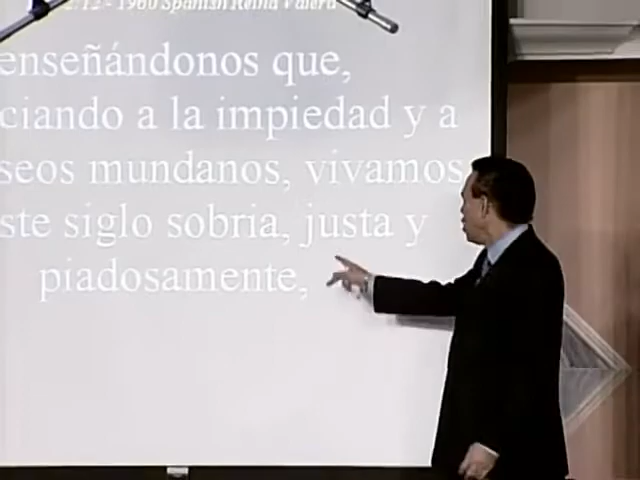 2:12 - 1960 Spanish Reina Valera
enseñándonos que,
ciando a la impiedad y a
seos mundanos, vivamos
ste siglo sobria, justa y
piadosamente,